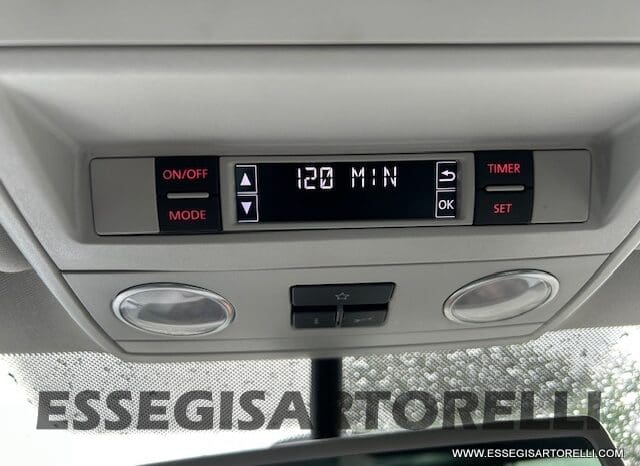 ON/OFF
MODE
120 MIN
OK
TIMER
SET
ESSEGISARTORELLI
WWW.ESSEGISARTORELLI.COM